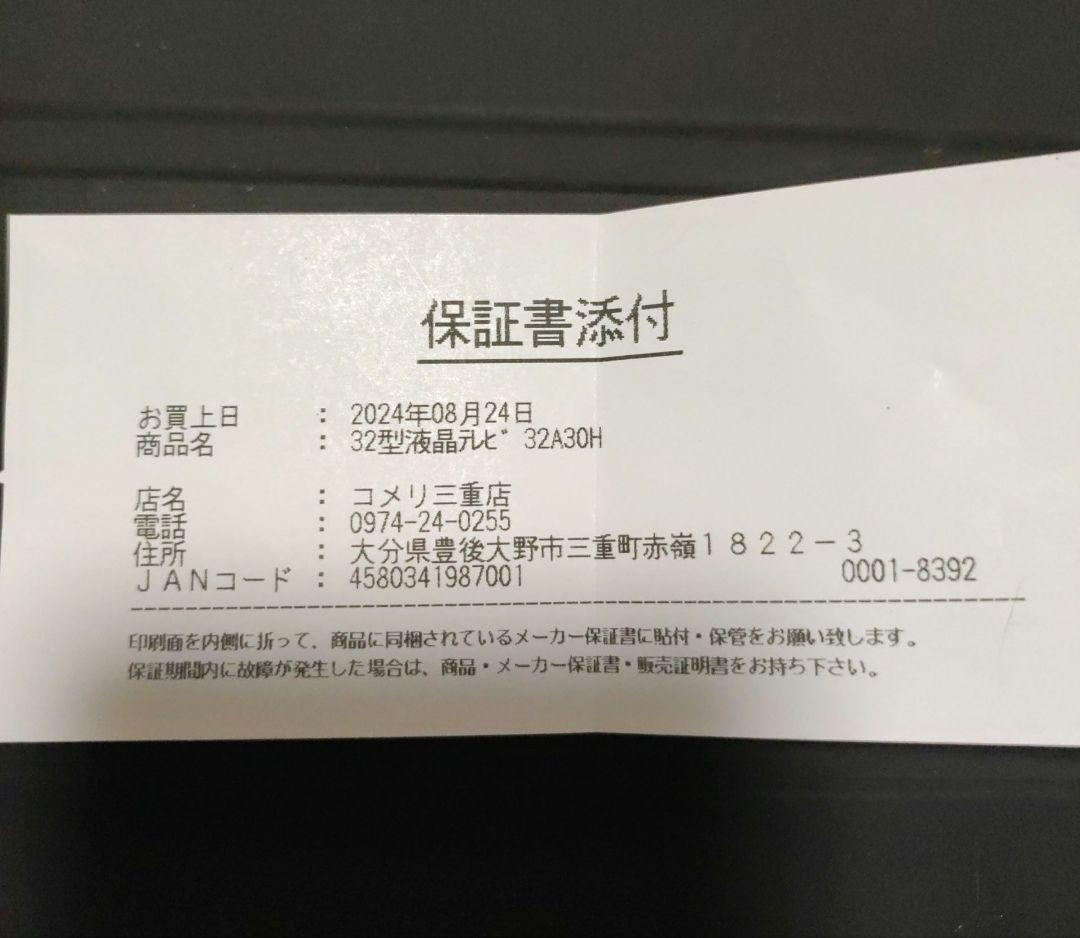 保証書添付
お買上日 : 2024年08月24日
商品名 : 32型液晶ﾃﾚﾋﾞ 32A30H
店名 : コメリ三重店
電話 : 0974-24-0255
住所 : 大分県豊後大野市三重町赤嶺１８２２－３
ＪＡＮコード : 4580341987001 0001-8392
印刷面を内側に折って、商品に同梱されているメーカー保証書に貼付・保管をお願い致します。
保証期間内に故障が発生した場合は、商品・メーカー保証書・販売証明書をお持ち下さい。